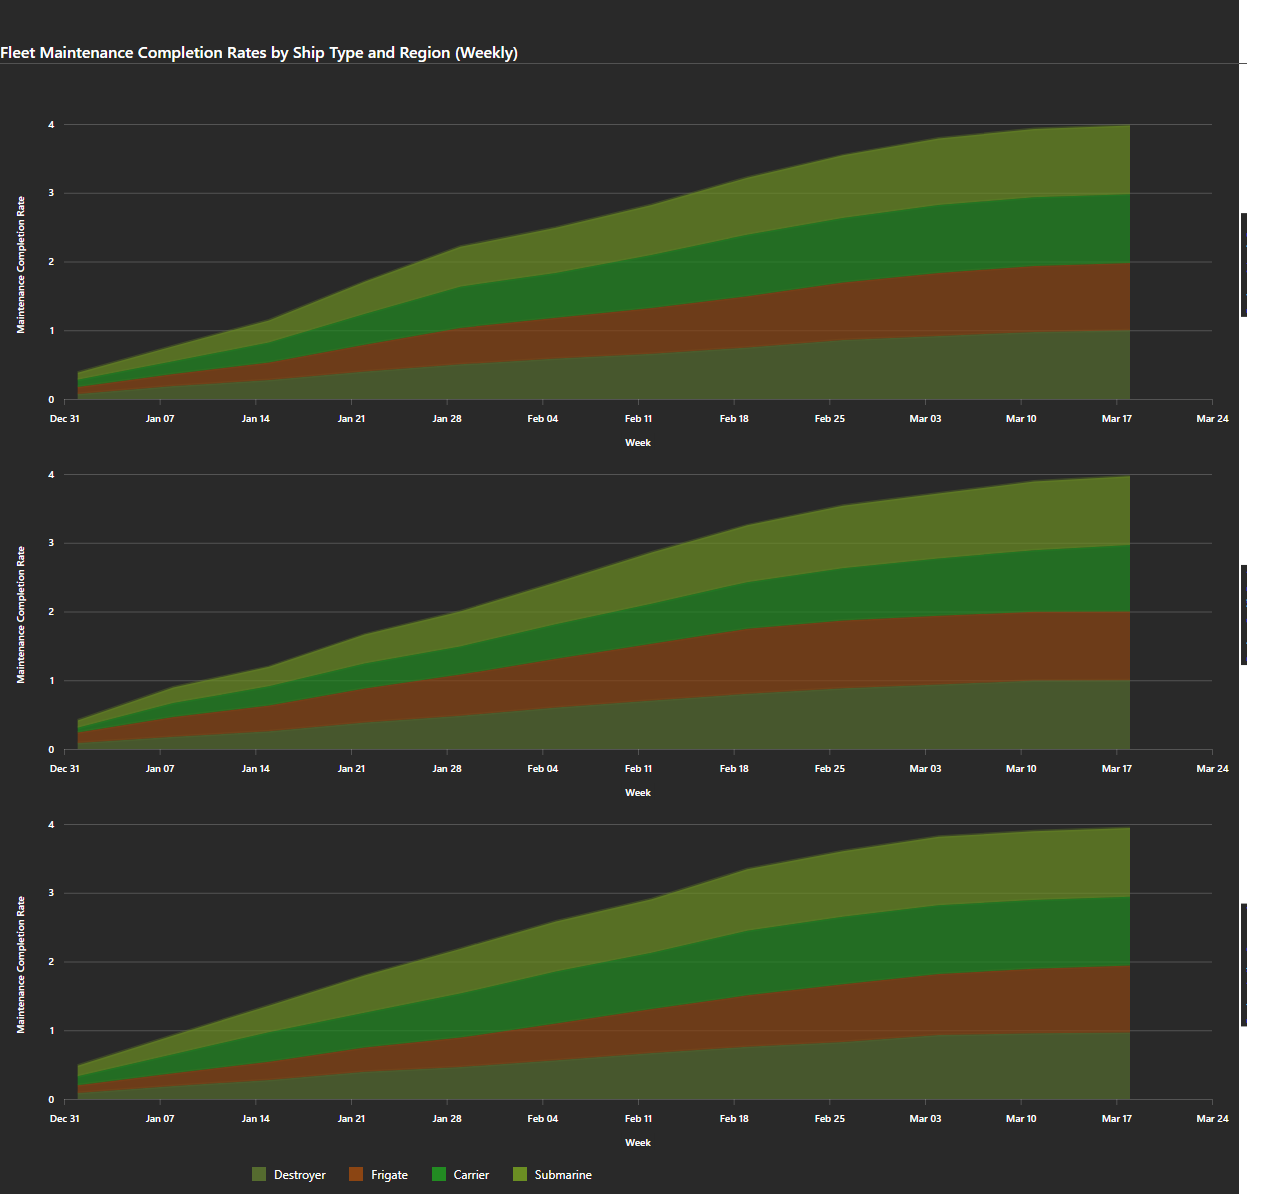 Fleet Maintenance Completion Rates by Ship Type and Region (Weekly)
4
3
2
1
0
Maintenance Completion Rate
Dec 31 Jan 07 Jan 14 Jan 21 Jan 28 Feb 04 Feb 11 Feb 18 Feb 25 Mar 03 Mar 10 Mar 17 Mar 24
Week
4
3
2
1
0
Maintenance Completion Rate
Dec 31 Jan 07 Jan 14 Jan 21 Jan 28 Feb 04 Feb 11 Feb 18 Feb 25 Mar 03 Mar 10 Mar 17 Mar 24
Week
4
3
2
1
0
Maintenance Completion Rate
Dec 31 Jan 07 Jan 14 Jan 21 Jan 28 Feb 04 Feb 11 Feb 18 Feb 25 Mar 03 Mar 10 Mar 17 Mar 24
Week
Destroyer Frigate Carrier Submarine